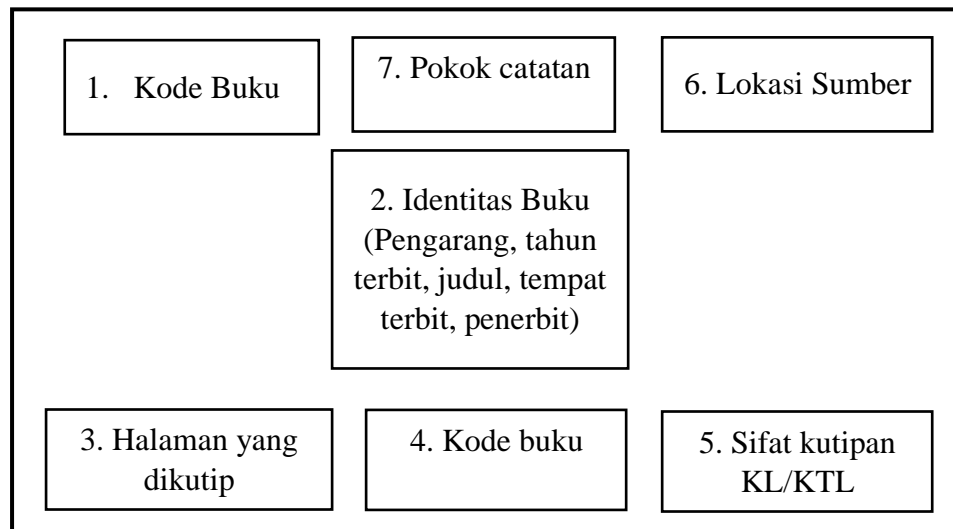 1. Kode Buku
7. Pokok catatan
6. Lokasi Sumber
2. Identitas Buku
(Pengarang, tahun
terbit, judul, tempat
terbit, penerbit)
3. Halaman yang
dikutip
4. Kode buku
5. Sifat kutipan
KL/KTL